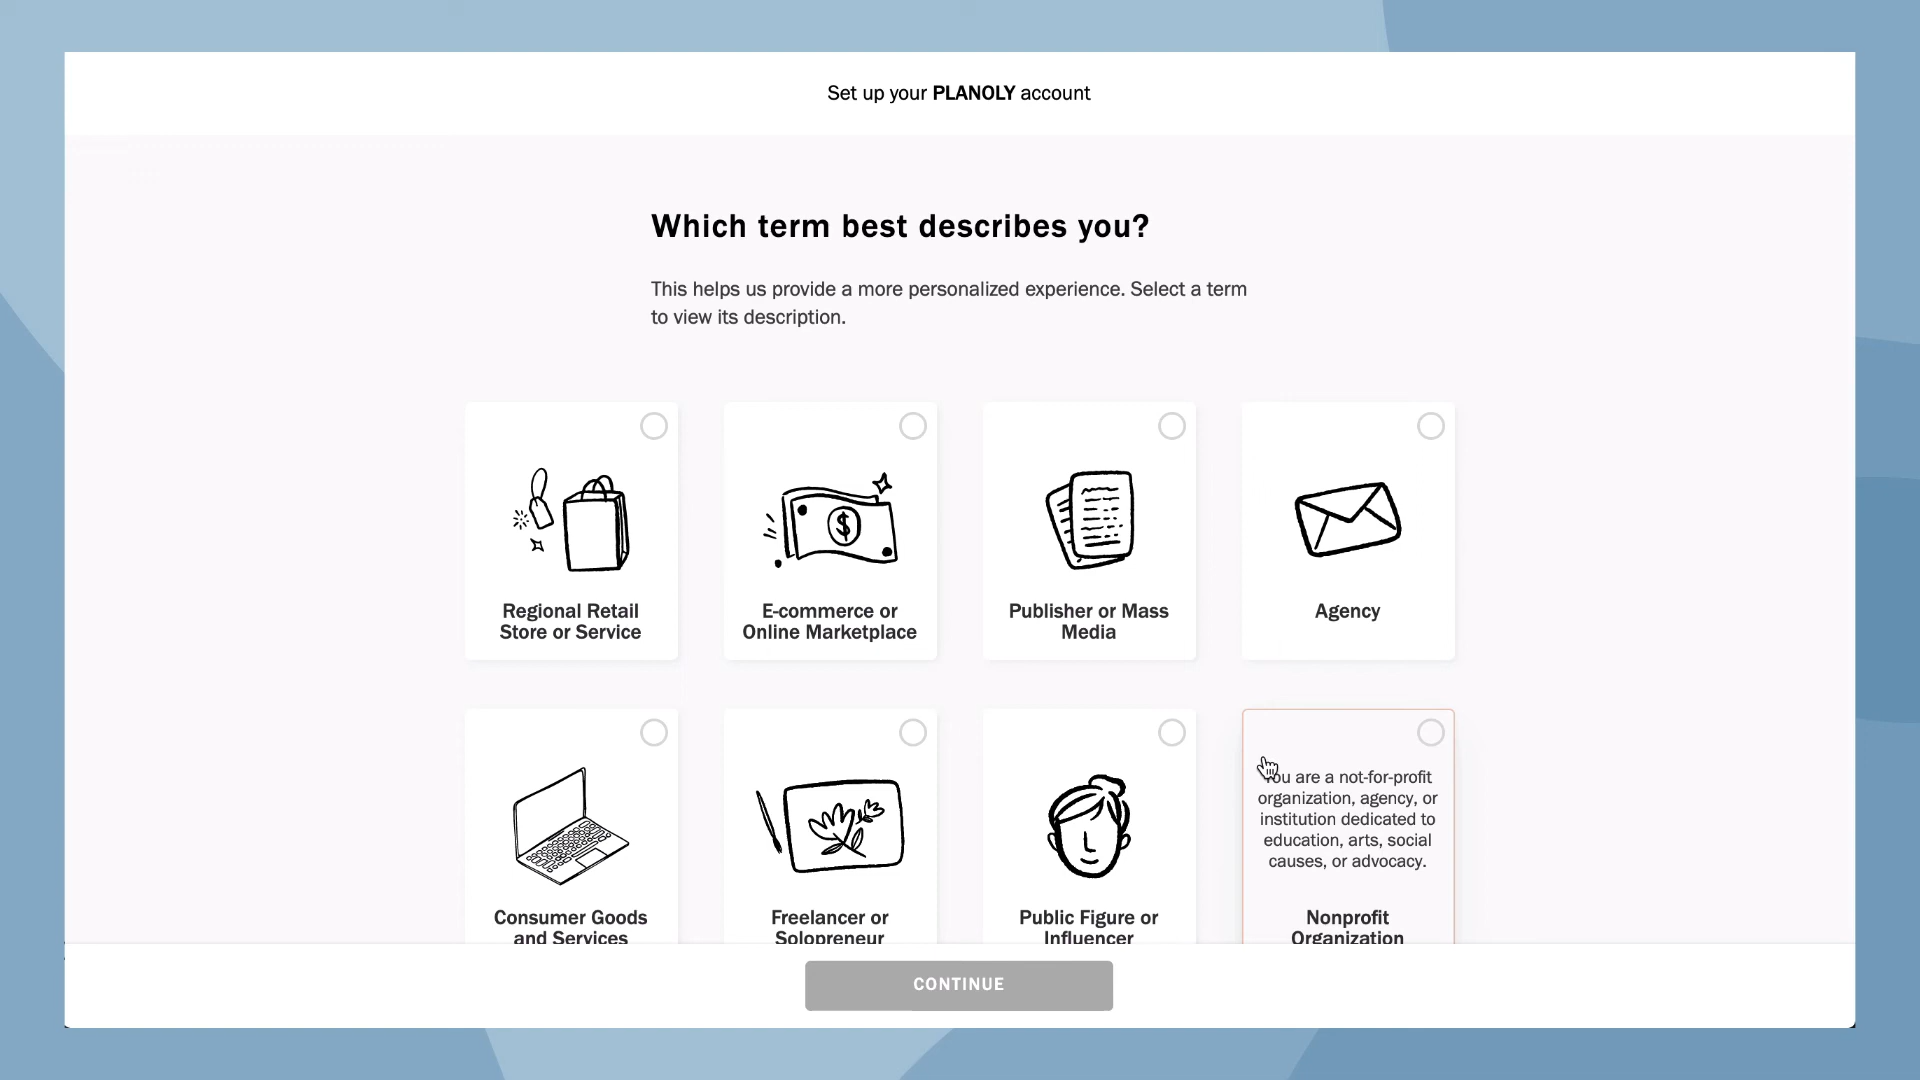 Set up your PLANOLY account
Which term best describes you?
This helps us provide a more personalized experience. Select a term
to view its description.
Regional Retail
Store or Service
E-commerce or
Online Marketplace
Publisher or Mass
Media
Agency
Consumer Goods
and Services
Freelancer or
Solopreneur
Public Figure or
Influencer
You are a not-for-profit
organization, agency, or
institution dedicated to
education, arts, social
causes, or advocacy.
Nonprofit
Organization
CONTINUE